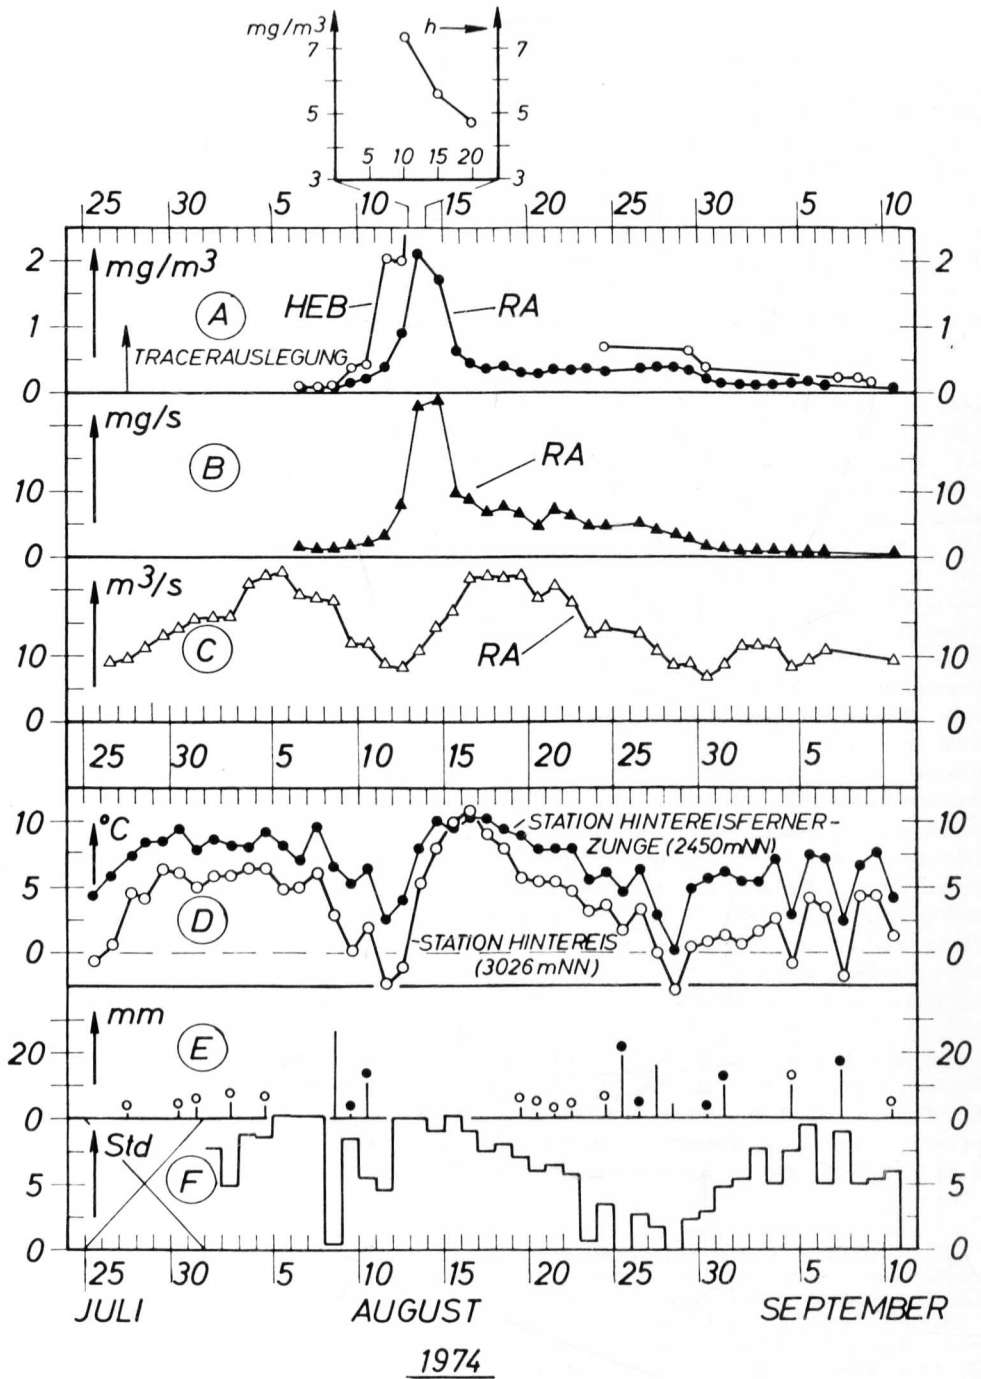 mg/m3 h
7 7
5 5
5 10 15 20
3 3
25 30 5 10 15 20 25 30 5 10
2 mg/m3 2
A HEB RA
1 1
TRACERAUSLEGUNG
0 0
mg/s
B RA
10 10
0 0
m3/s
C RA
10 10
0 0
25 30 5 10 15 20 25 30 5
10 °C STATION HINTEREISFERNER- 10
ZUNGE (2450mNN)
5 5
D
0 STATION HINTEREIS 0
(3026mNN)
mm
E
20 20
0 0
Std
F
5 5
0 0
25 30 5 10 15 20 25 30 5 10
JULI AUGUST SEPTEMBER
1974